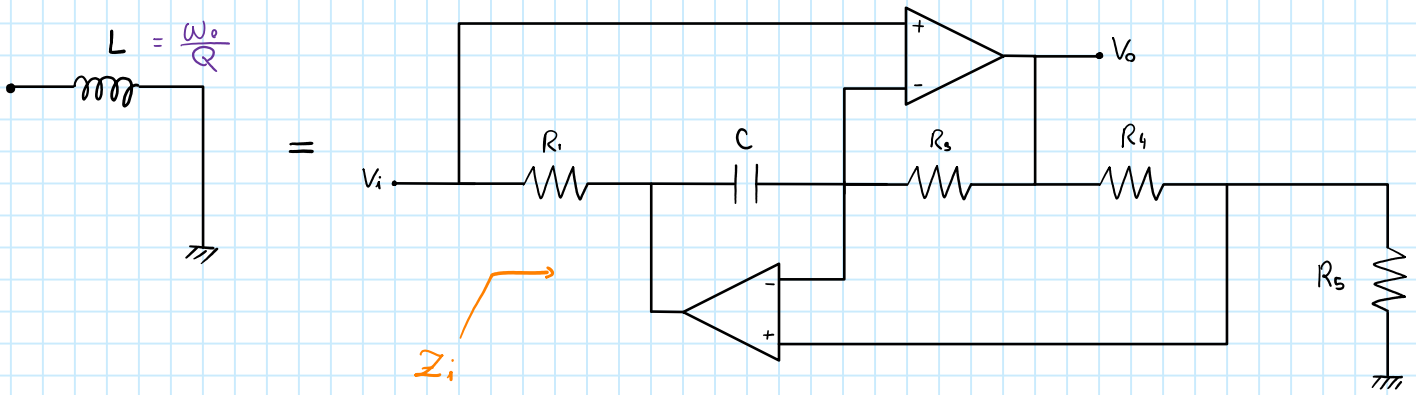 L = ω₀/Q
+
V₀
-
R₁
C
R₃
R₄
Vᵢ
R₅
-
+
Zᵢ